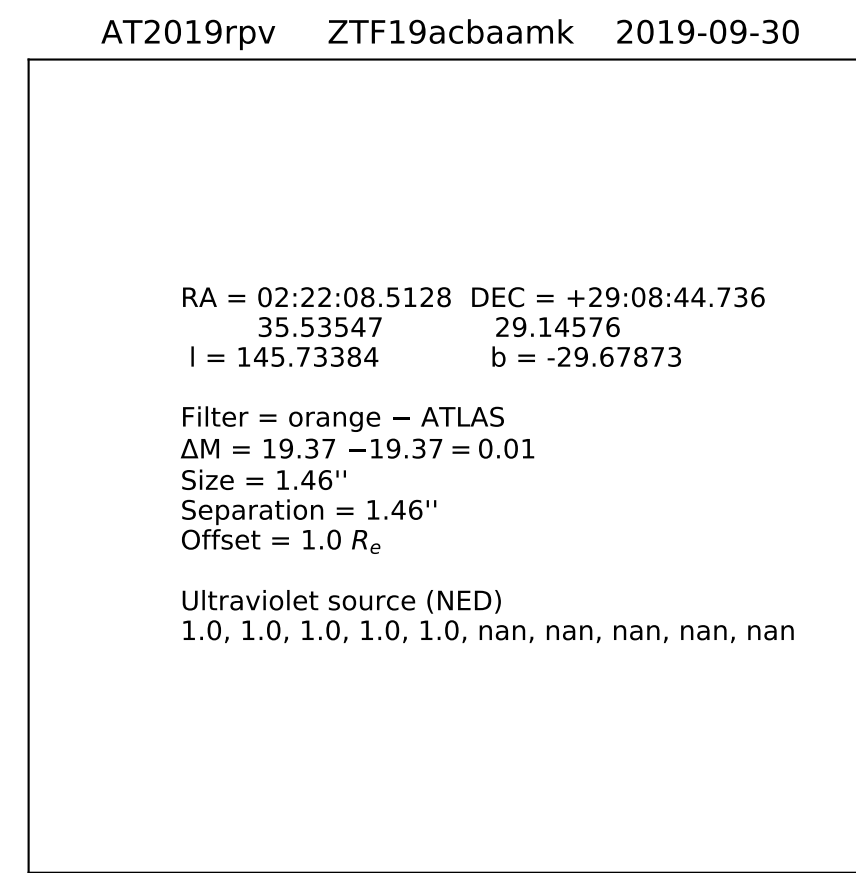 AT2019rpv ZTF19acbaamk 2019-09-30
RA = 02:22:08.5128 DEC = +29:08:44.736
35.53547 29.14576
l = 145.73384 b = -29.67873
Filter = orange − ATLAS
ΔM = 19.37 −19.37 = 0.01
Size = 1.46''
Separation = 1.46''
Offset = 1.0 Rₑ
Ultraviolet source (NED)
1.0, 1.0, 1.0, 1.0, 1.0, nan, nan, nan, nan, nan